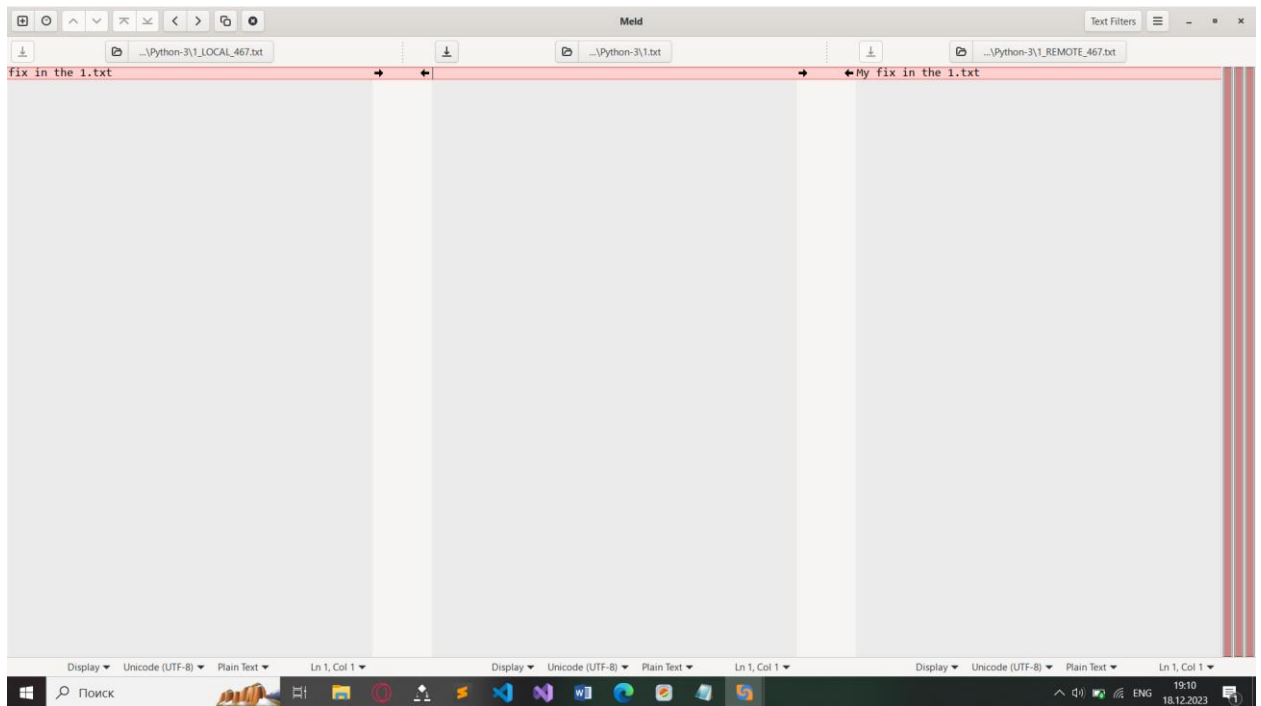 Meld
Text Filters
...\Python-3\1_LOCAL_467.txt
...\Python-3\1.txt
...\Python-3\1_REMOTE_467.txt
fix in the 1.txt
My fix in the 1.txt
Display Unicode (UTF-8) Plain Text Ln 1, Col 1
Display Unicode (UTF-8) Plain Text Ln 1, Col 1
Display Unicode (UTF-8) Plain Text Ln 1, Col 1
Поиск
ENG
19:10
18.12.2023
1